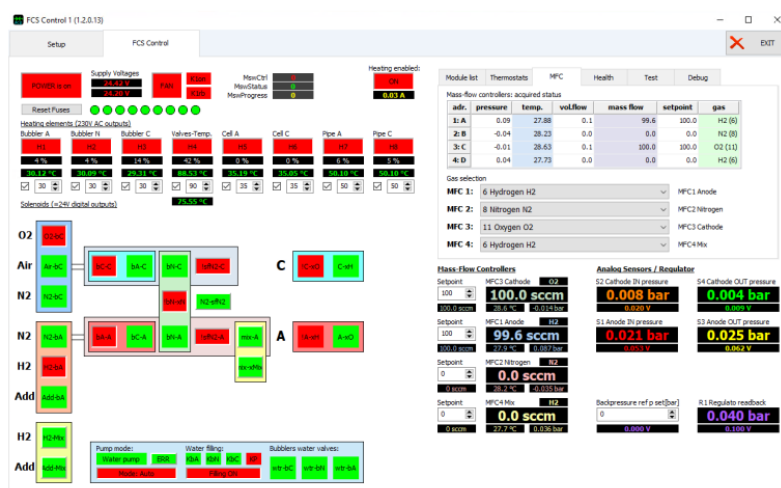 FCS Control 1 (1.2.0.13)
Setup
FCS Control
EXIT
POWER is on
Supply Voltages
24.42 V
24.20 V
FAN
MswCtrl
MswStatus
MswProgress
0
Heating enabled:
ON
0.03 A
Reset Fuses
Heating elements (230V AC outputs)
Bubbler A Bubbler N Bubbler C Valves-Temp. Cell A Cell C Pipe A Pipe C
H1 H2 H3 H4 H5 H6 H7 H8
4 % 4 % 14 % 42 % 0 % 0 % 6 % 5 %
30.12 °C 30.09 °C 29.31 °C 88.53 °C 35.19 °C 35.05 °C 50.10 °C 50.10 °C
30 30 30 90 35 35 50 50
75.55 °C
Solenoids (=24V digital outputs)
O2 O2-bC
Air Air-bC bC-C bA-C bN-C !sfN2-C C !C-xO C-xH
N2 N2-bC N2-sfN2
N2 N2-bA bA-A bC-A bN-A !sfN2-A mix-A A !A-xH A-xO
H2 H2-bA
Add Add-bA
H2 H2-Mix
Add Add-Mix
Pump mode:
Water pump ERR
Mode: Auto
Water filling:
KbA KbN KbC KP
Filling On
Bubblers water valves:
wtr-bC wtr-bN wtr-bA
Module list Thermostats MFC Health Test Debug
Mass-flow controllers: acquired status
adr. pressure temp. vol.flow mass flow setpoint gas
1: A 0.09 27.88 0.1 99.6 100.0 H2 (6)
2: B -0.04 28.23 0.0 0.0 0.0 N2 (8)
3: C -0.01 28.63 0.1 100.0 100.0 O2 (11)
4: D 0.04 27.73 0.0 0.0 0.0 H2 (6)
Gas selection
MFC 1: 6 Hydrogen H2 MFC1 Anode
MFC 2: 8 Nitrogen N2 MFC2 Nitrogen
MFC 3: 11 Oxygen O2 MFC3 Cathode
MFC 4: 6 Hydrogen H2 MFC4 Mix
Mass-Flow Controllers
Setpoint MFC3 Cathode O2
100 100.0 sccm
100.0 sccm 28.6 °C -0.014 bar
Setpoint MFC1 Anode H2
100 99.6 sccm
100.0 sccm 27.9 °C 0.087 bar
Setpoint MFC2 Nitrogen N2
0 0.0 sccm
0 sccm 28.2 °C -0.035 bar
Setpoint MFC4 Mix H2
0 0.0 sccm
0 sccm 27.7 °C 0.036 bar
Analog Sensors / Regulator
S2 Cathode IN pressure S4 Cathode OUT pressure
0.008 bar 0.004 bar
0.020 V 0.009 V
S1 Anode IN pressure S3 Anode OUT pressure
0.021 bar 0.025 bar
0.053 V 0.062 V
Backpressure ref p set[bar] R1 Regulato readback
0 0.040 bar
0.000 V 0.100 V